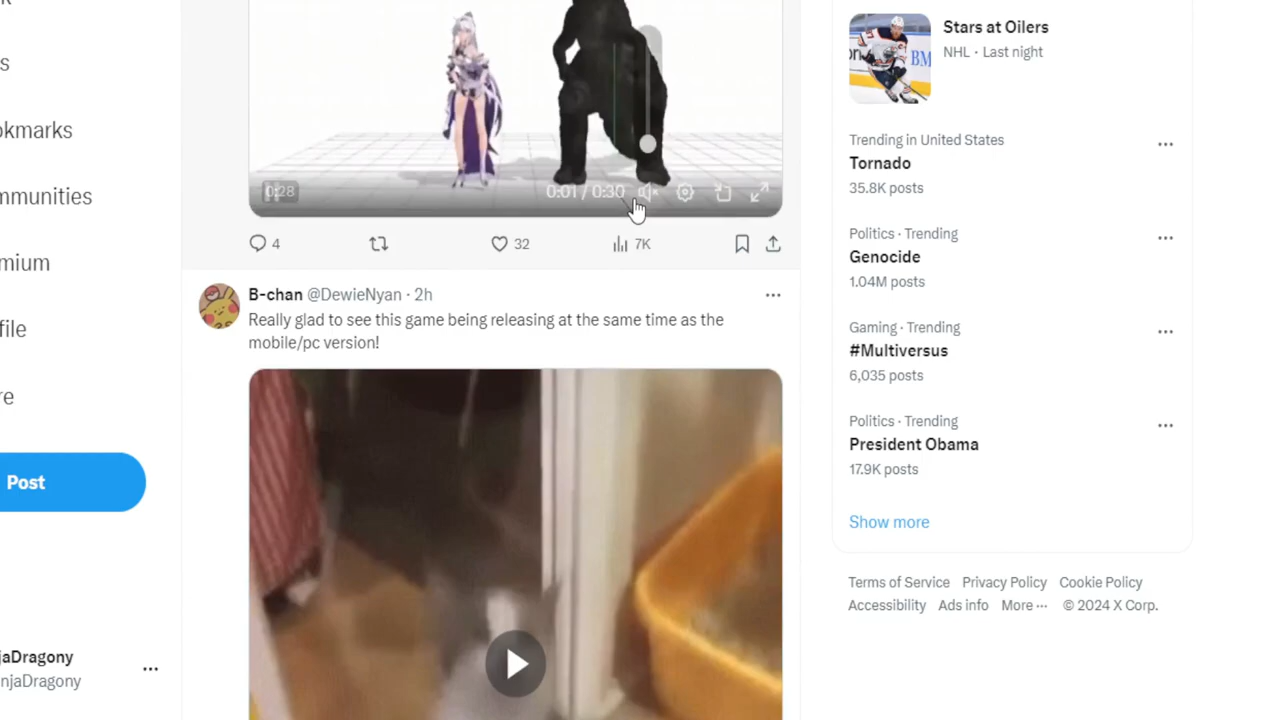 s
okmarks
mmunities
mium
file
re
Post
njaDragony
0:28
0:01 / 0:30
4
32
7K
B-chan @DewieNyan · 2h
Really glad to see this game being releasing at the same time as the
mobile/pc version!
Stars at Oilers
NHL · Last night
Trending in United States
Tornado
35.8K posts
Politics · Trending
Genocide
1.04M posts
Gaming · Trending
#Multiversus
6,035 posts
Politics · Trending
President Obama
17.9K posts
Show more
Terms of Service Privacy Policy Cookie Policy
Accessibility Ads info More ··· © 2024 X Corp.